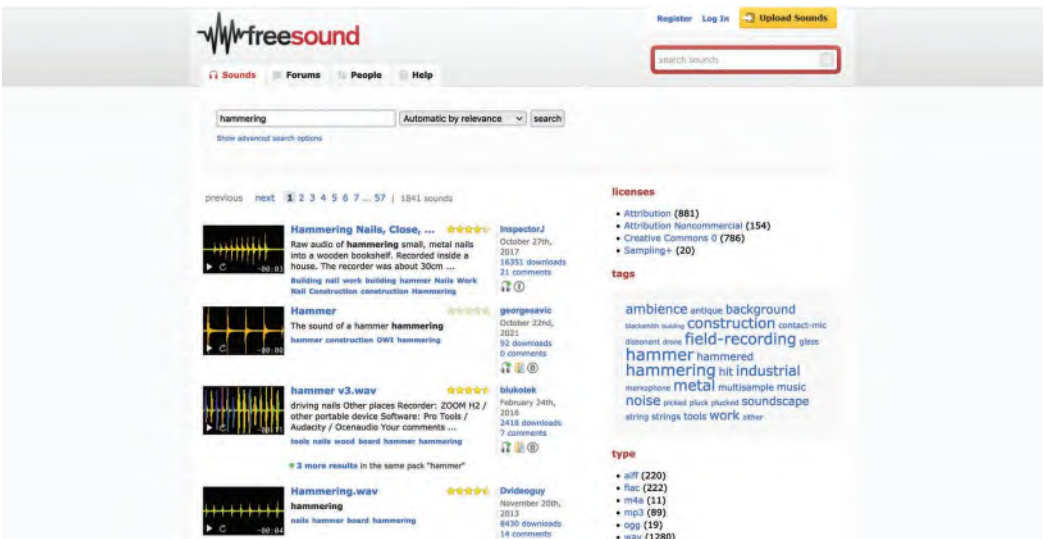 freesound
Register Log In Upload Sounds
search sounds
Sounds Forums People Help
hammering Automatic by relevance search
Show advanced search options
previous next 1 2 3 4 5 6 7 ... 57 | 1841 sounds
Hammering Nails, Close, ...
Raw audio of hammering small, metal nails
into a wooden bookshelf. Recorded inside a
house. The recorder was about 30cm ...
Building nail work building hammer Nails Work
Nail Construction construction Hammering
InspectorJ
October 27th,
2017
16351 downloads
21 comments
Hammer
The sound of a hammer hammering
hammer construction OWI hammering
georgesavic
October 22nd,
2021
92 downloads
0 comments
hammer v3.wav
driving nails Other places Recorder: ZOOM H2 /
other portable device Software: Pro Tools /
Audacity / Ocenaudio Your comments ...
tools nails wood board hammer hammering
blukotek
February 24th,
2016
2418 downloads
7 comments
3 more results in the same pack "hammer"
Hammering.wav
hammering
nails hammer board hammering
-00:04
Dvideoguy
November 20th,
2013
8430 downloads
14 comments
licenses
Attribution (881)
Attribution Noncommercial (154)
Creative Commons 0 (786)
Sampling+ (20)
tags
ambience antique background
blacksmith building construction contact-mic
dissonant drone field-recording glass
hammer hammered
hammering hit industrial
marxophone metal multisample music
noise picked pluck plucked soundscape
string strings tools work zither
type
aiff (220)
flac (222)
m4a (11)
mp3 (89)
ogg (19)
wav (1280)